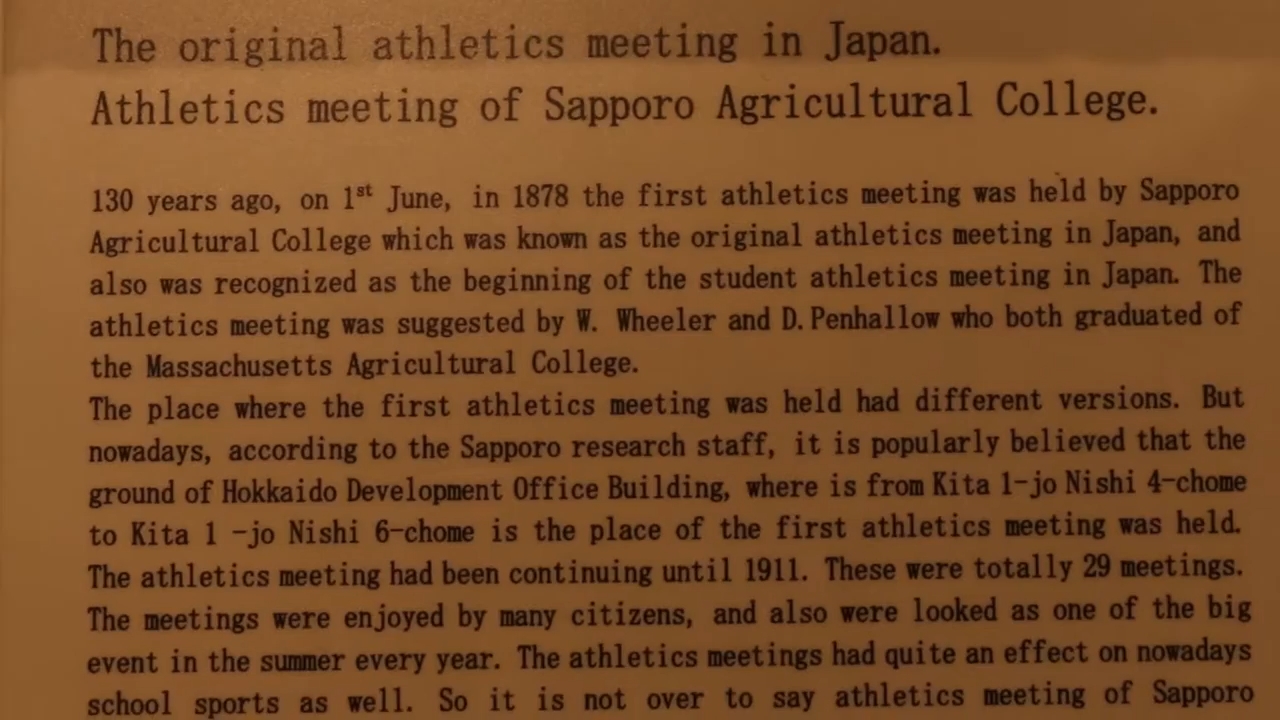 The original athletics meeting in Japan.
Athletics meeting of Sapporo Agricultural College.
130 years ago, on 1st June, in 1878 the first athletics meeting was held by Sapporo
Agricultural College which was known as the original athletics meeting in Japan, and
also was recognized as the beginning of the student athletics meeting in Japan. The
athletics meeting was suggested by W. Wheeler and D. Penhallow who both graduated of
the Massachusetts Agricultural College.
The place where the first athletics meeting was held had different versions. But
nowadays, according to the Sapporo research staff, it is popularly believed that the
ground of Hokkaido Development Office Building, where is from Kita 1-jo Nishi 4-chome
to Kita 1 -jo Nishi 6-chome is the place of the first athletics meeting was held.
The athletics meeting had been continuing until 1911. These were totally 29 meetings.
The meetings were enjoyed by many citizens, and also were looked as one of the big
event in the summer every year. The athletics meetings had quite an effect on nowadays
school sports as well. So it is not over to say athletics meeting of Sapporo